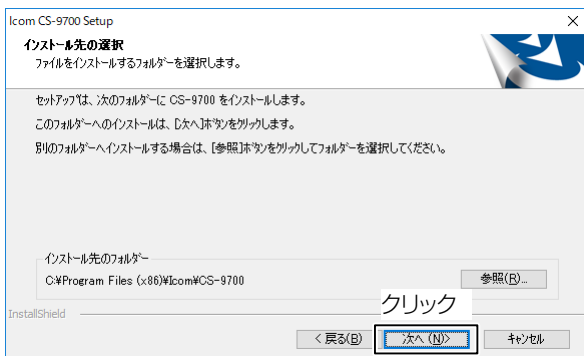 Icom CS-9700 Setup
インストール先の選択
ファイルをインストールするフォルダーを選択します。
セットアップは、次のフォルダーに CS-9700 をインストールします。
このフォルダーへのインストールは、[次へ]ボタンをクリックします。
別のフォルダーへインストールする場合は、[参照]ボタンをクリックしてフォルダーを選択してください。
インストール先のフォルダー
C:¥Program Files (x86)¥Icom¥CS-9700
参照(R)...
クリック
InstallShield
< 戻る(B)
次へ (N)>
キャンセル